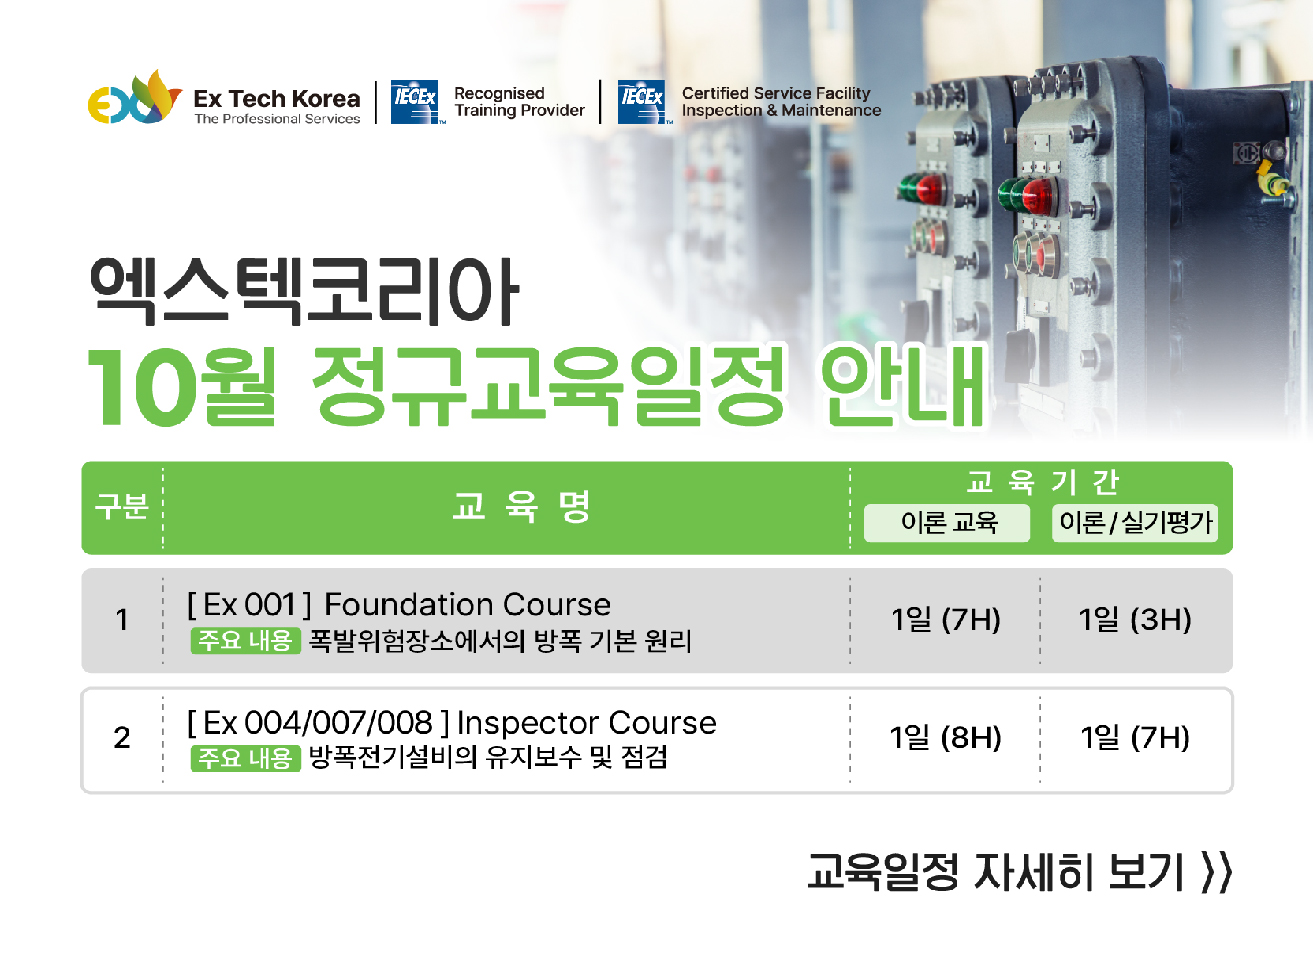 Ex Tech Korea
The Professional Services
IECEx
Recognised
Training Provider
IECEx
Certified Service Facility
Inspection & Maintenance
엑스텍코리아
10월 정규교육일정 안내
구분
교 육 명
교 육 기 간
이론 교육
이론 / 실기평가
1
[ Ex 001 ] Foundation Course
주요 내용 폭발위험장소에서의 방폭 기본 원리
1일 (7H)
1일 (3H)
2
[ Ex 004/007/008 ] Inspector Course
주요 내용 방폭전기설비의 유지보수 및 점검
1일 (8H)
1일 (7H)
교육일정 자세히 보기 》